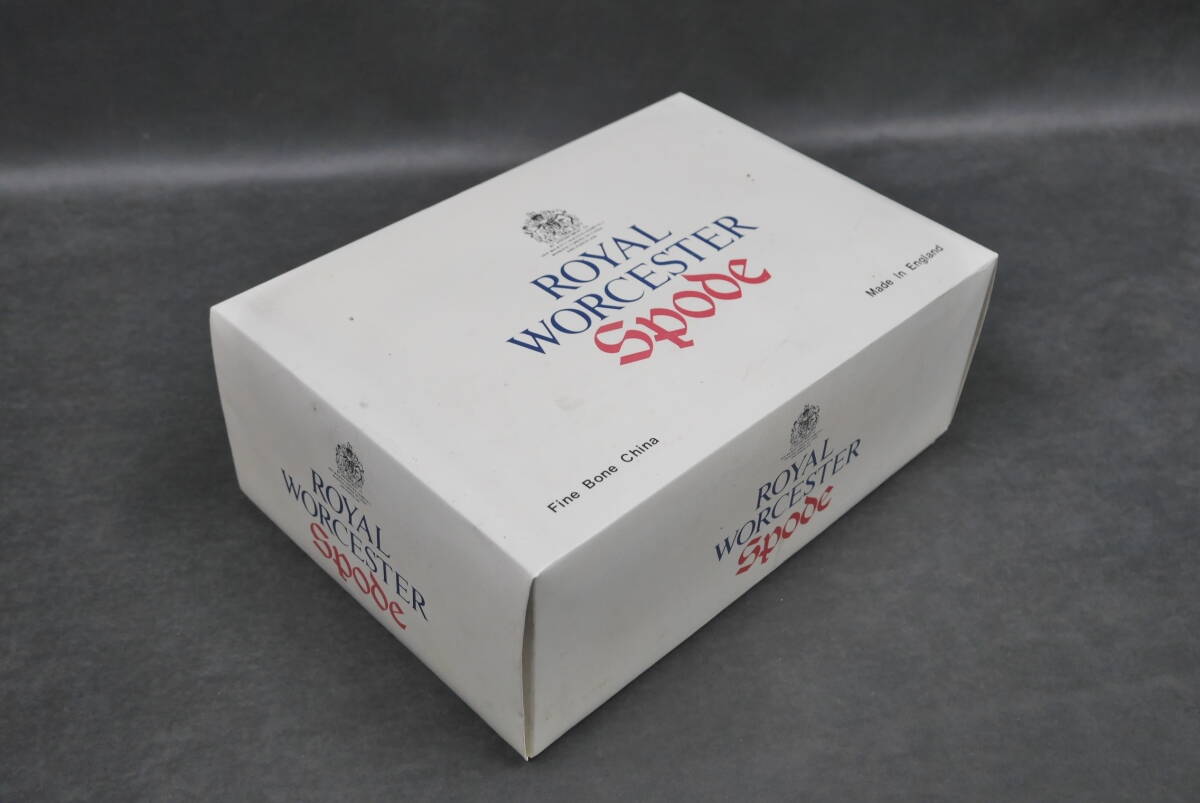 ROYAL
WORCESTER
Spode
Fine Bone China
Made in England
ROYAL
WORCESTER
Spode
ROYAL
WORCESTER
Spode